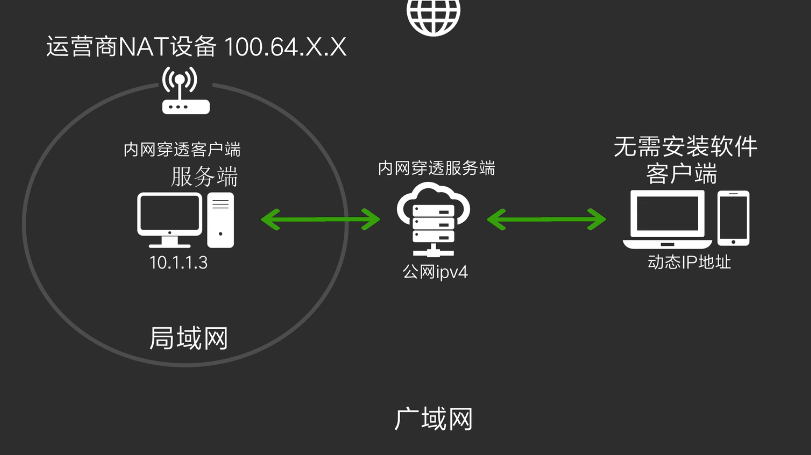 运营商NAT设备 100.64.X.X
内网穿透客户端
服务端
10.1.1.3
局域网
内网穿透服务端
公网ipv4
无需安装软件
客户端
动态IP地址
广域网